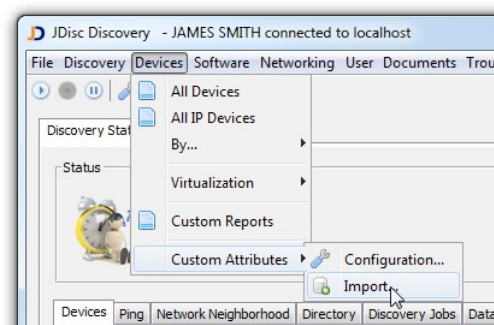 JDisc Discovery - JAMES SMITH connected to localhost
File Discovery Devices Software Networking User Documents
All Devices
All IP Devices
Discovery
By...
Status
Virtualization
Custom Reports
Custom Attributes
Configuration...
Import...
Devices Ping Network Neighborhood Directory Discovery Jobs